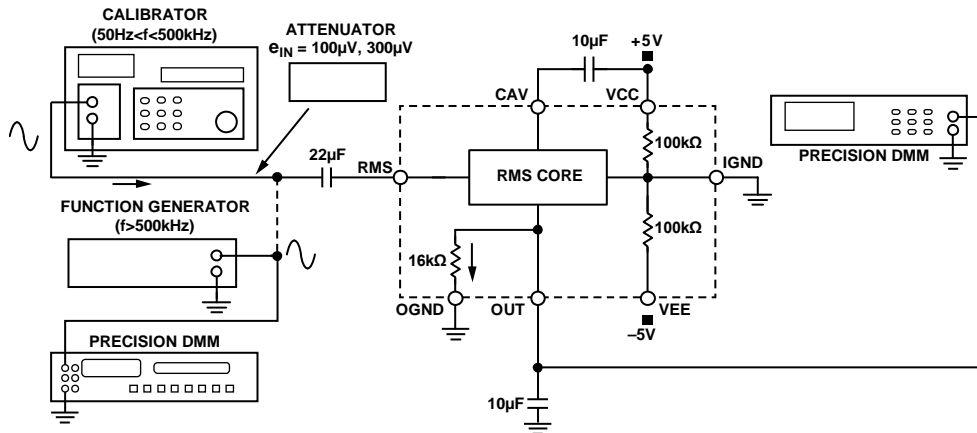 CALIBRATOR
(50Hz<f<500kHz)
ATTENUATOR
eIN = 100µV, 300µV
10µF
+5V
CAV
VCC
100kΩ
IGND
PRECISION DMM
22µF
RMS
RMS CORE
FUNCTION GENERATOR
(f>500kHz)
100kΩ
16kΩ
OGND
OUT
VEE
–5V
PRECISION DMM
10µF